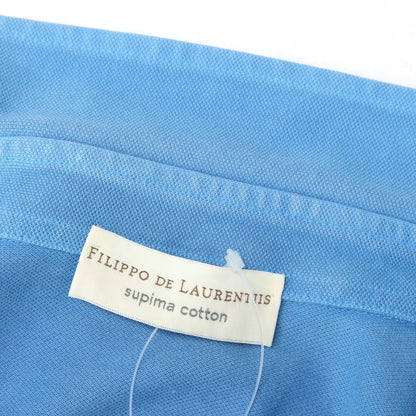 FILIPPO DE LAURENTIIS
supima cotton